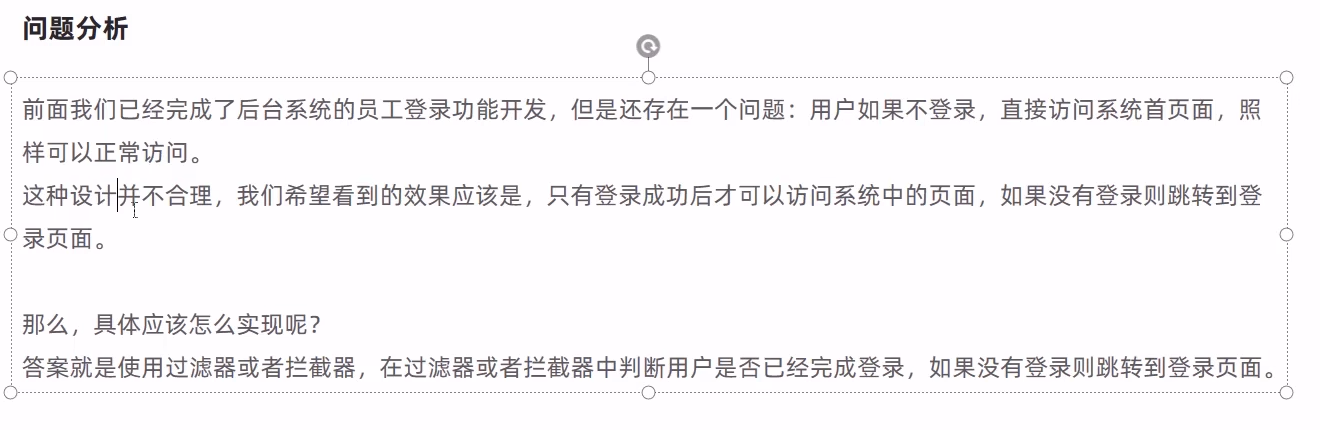 问题分析
前面我们已经完成了后台系统的员工登录功能开发，但是还存在一个问题：用户如果不登录，直接访问系统首页面，照
样可以正常访问。
这种设计并不合理，我们希望看到的效果应该是，只有登录成功后才可以访问系统中的页面，如果没有登录则跳转到登
录页面。
那么，具体应该怎么实现呢？
答案就是使用过滤器或者拦截器，在过滤器或者拦截器中判断用户是否已经完成登录，如果没有登录则跳转到登录页面。